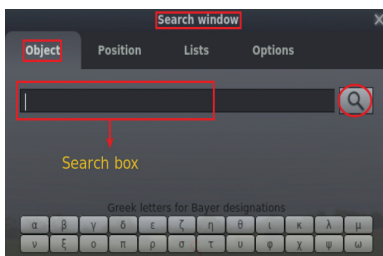 Search window X
Object Position Lists Options
Search box
Greek letters for Bayer designations
α β γ δ ε ζ η θ ι κ λ μ
ν ξ ο π ρ σ τ υ φ χ ψ ω